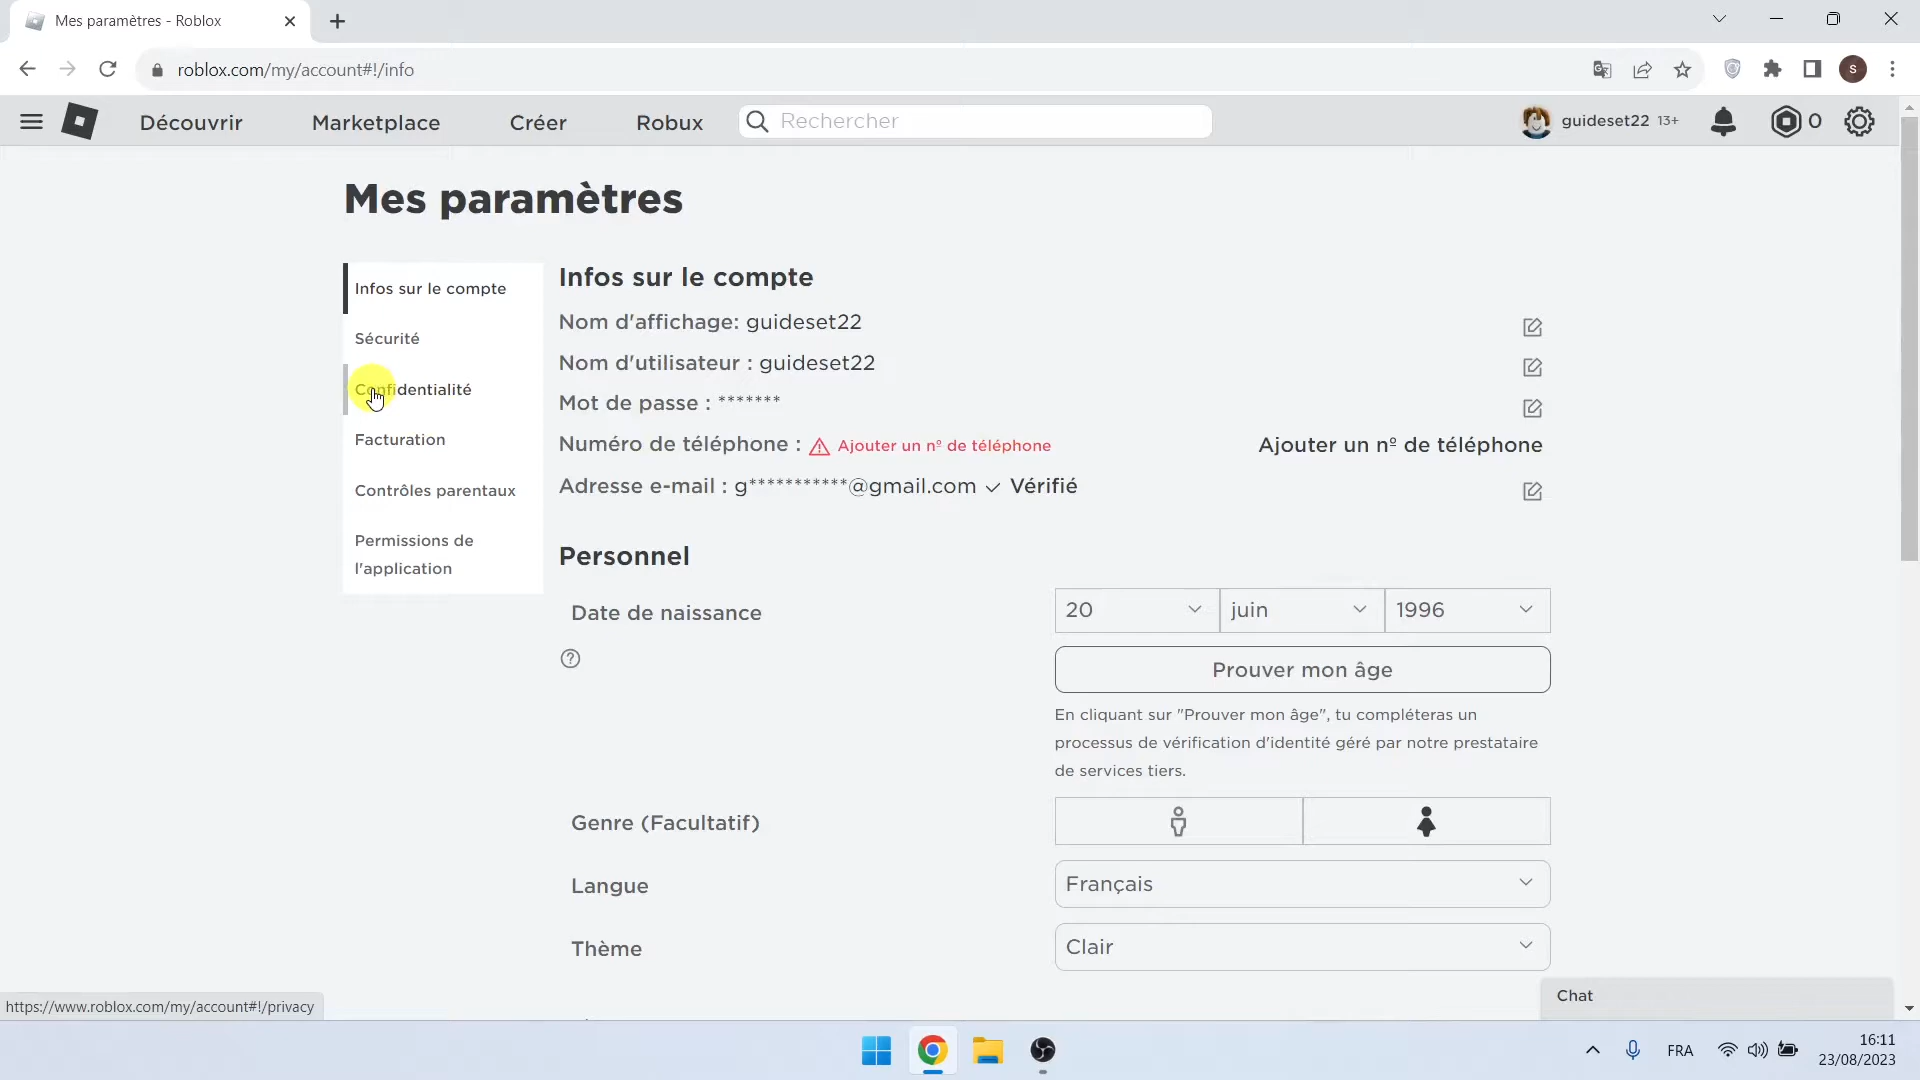 Mes paramètres - Roblox
roblox.com/my/account#!/info
S
Découvrir
Marketplace
Créer
Robux
Rechercher
guideset22 13+
0
Mes paramètres
Infos sur le compte
Sécurité
Confidentialité
Facturation
Contrôles parentaux
Permissions de
l'application
Infos sur le compte
Nom d'affichage: guideset22
Nom d'utilisateur : guideset22
Mot de passe : *******
Numéro de téléphone : Ajouter un nº de téléphone Ajouter un nº de téléphone
Adresse e-mail : g***********@gmail.com Vérifié
Personnel
Date de naissance 20 juin 1996
Prouver mon âge
En cliquant sur "Prouver mon âge", tu compléteras un
processus de vérification d'identité géré par notre prestataire
de services tiers.
Genre (Facultatif)
Langue Français
Thème Clair
Chat
https://www.roblox.com/my/account#!/privacy
FRA
16:11
23/08/2023